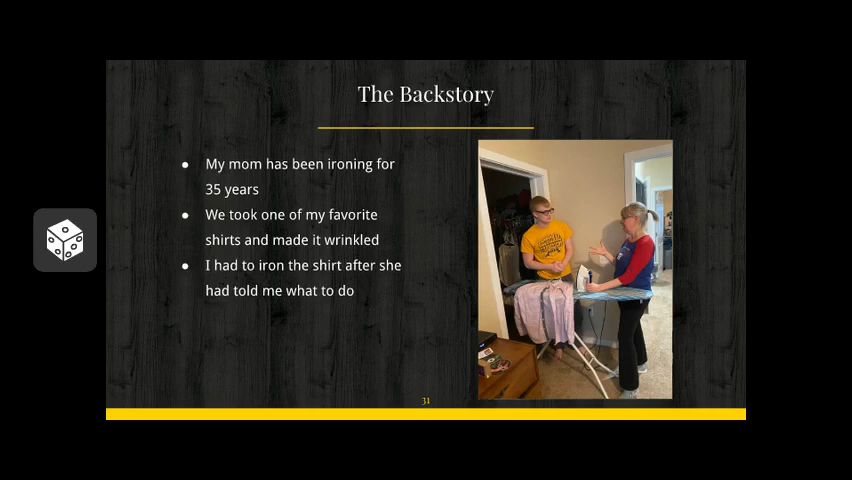 The Backstory
● My mom has been ironing for
35 years
● We took one of my favorite
shirts and made it wrinkled
● I had to iron the shirt after she
had told me what to do
31